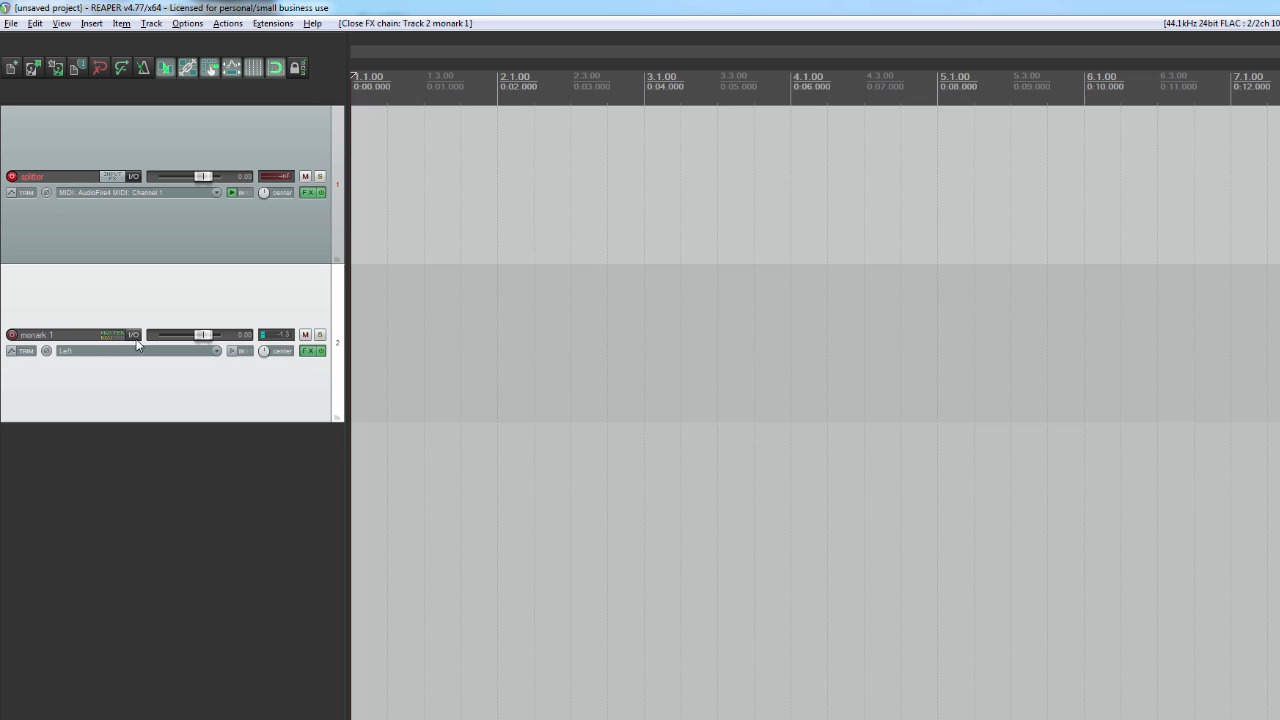 [unsaved project] - REAPER v4.77/x64 - Licensed for personal/small business use
File Edit View Insert Item Track Options Actions Extensions Help [Close FX chain: Track 2 monark 1] [44.1kHz 24bit FLAC : 2/2ch 10
1.1.00 1.3.00 2.1.00 2.3.00 3.1.00 3.3.00 4.1.00 4.3.00 5.1.00 5.3.00 6.1.00 6.3.00 7.1.00
0:00.000 0:01.000 0:02.000 0:03.000 0:04.000 0:05.000 0:06.000 0:07.000 0:08.000 0:09.000 0:10.000 0:11.000 0:12.000
splitter INPUT FX I/O 0.00 -inf M S
TRIM MIDI: AudioFire4 MIDI: Channel 1 IN center FX
1
monark 1 I/O 0.00 M S
TRIM Left IN center FX
2